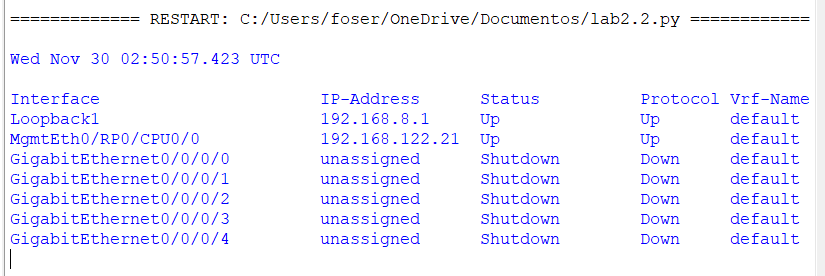 ============= RESTART: C:/Users/foser/OneDrive/Documentos/lab2.2.py ============
Wed Nov 30 02:50:57.423 UTC
Interface                      IP-Address      Status          Protocol Vrf-Name
Loopback1                      192.168.8.1     Up              Up       default
MgmtEth0/RP0/CPU0/0            192.168.122.21  Up              Up       default
GigabitEthernet0/0/0/0         unassigned      Shutdown        Down     default
GigabitEthernet0/0/0/1         unassigned      Shutdown        Down     default
GigabitEthernet0/0/0/2         unassigned      Shutdown        Down     default
GigabitEthernet0/0/0/3         unassigned      Shutdown        Down     default
GigabitEthernet0/0/0/4         unassigned      Shutdown        Down     default